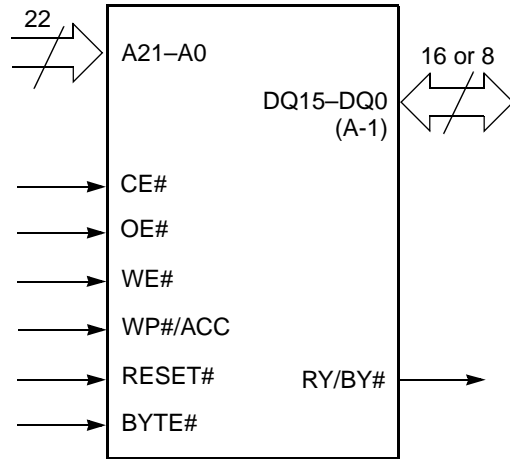 22
A21–A0
16 or 8
DQ15–DQ0
(A-1)
CE#
OE#
WE#
WP#/ACC
RESET#
RY/BY#
BYTE#